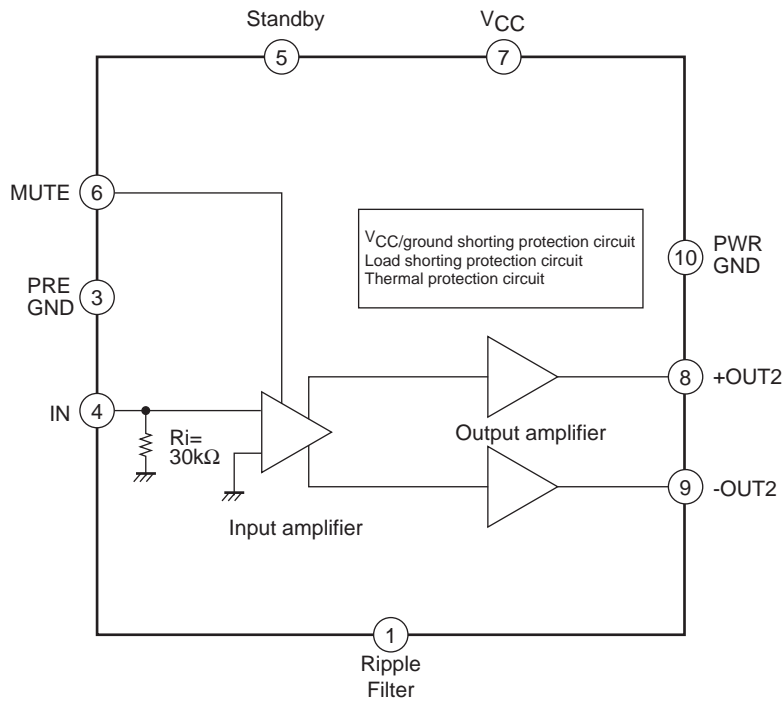 Standby
VCC
5
7
MUTE
6
VCC/ground shorting protection circuit
Load shorting protection circuit
Thermal protection circuit
10
PWR
GND
PRE
GND
3
8
+OUT2
IN
4
Ri=
30kΩ
Output amplifier
9
-OUT2
Input amplifier
1
Ripple
Filter